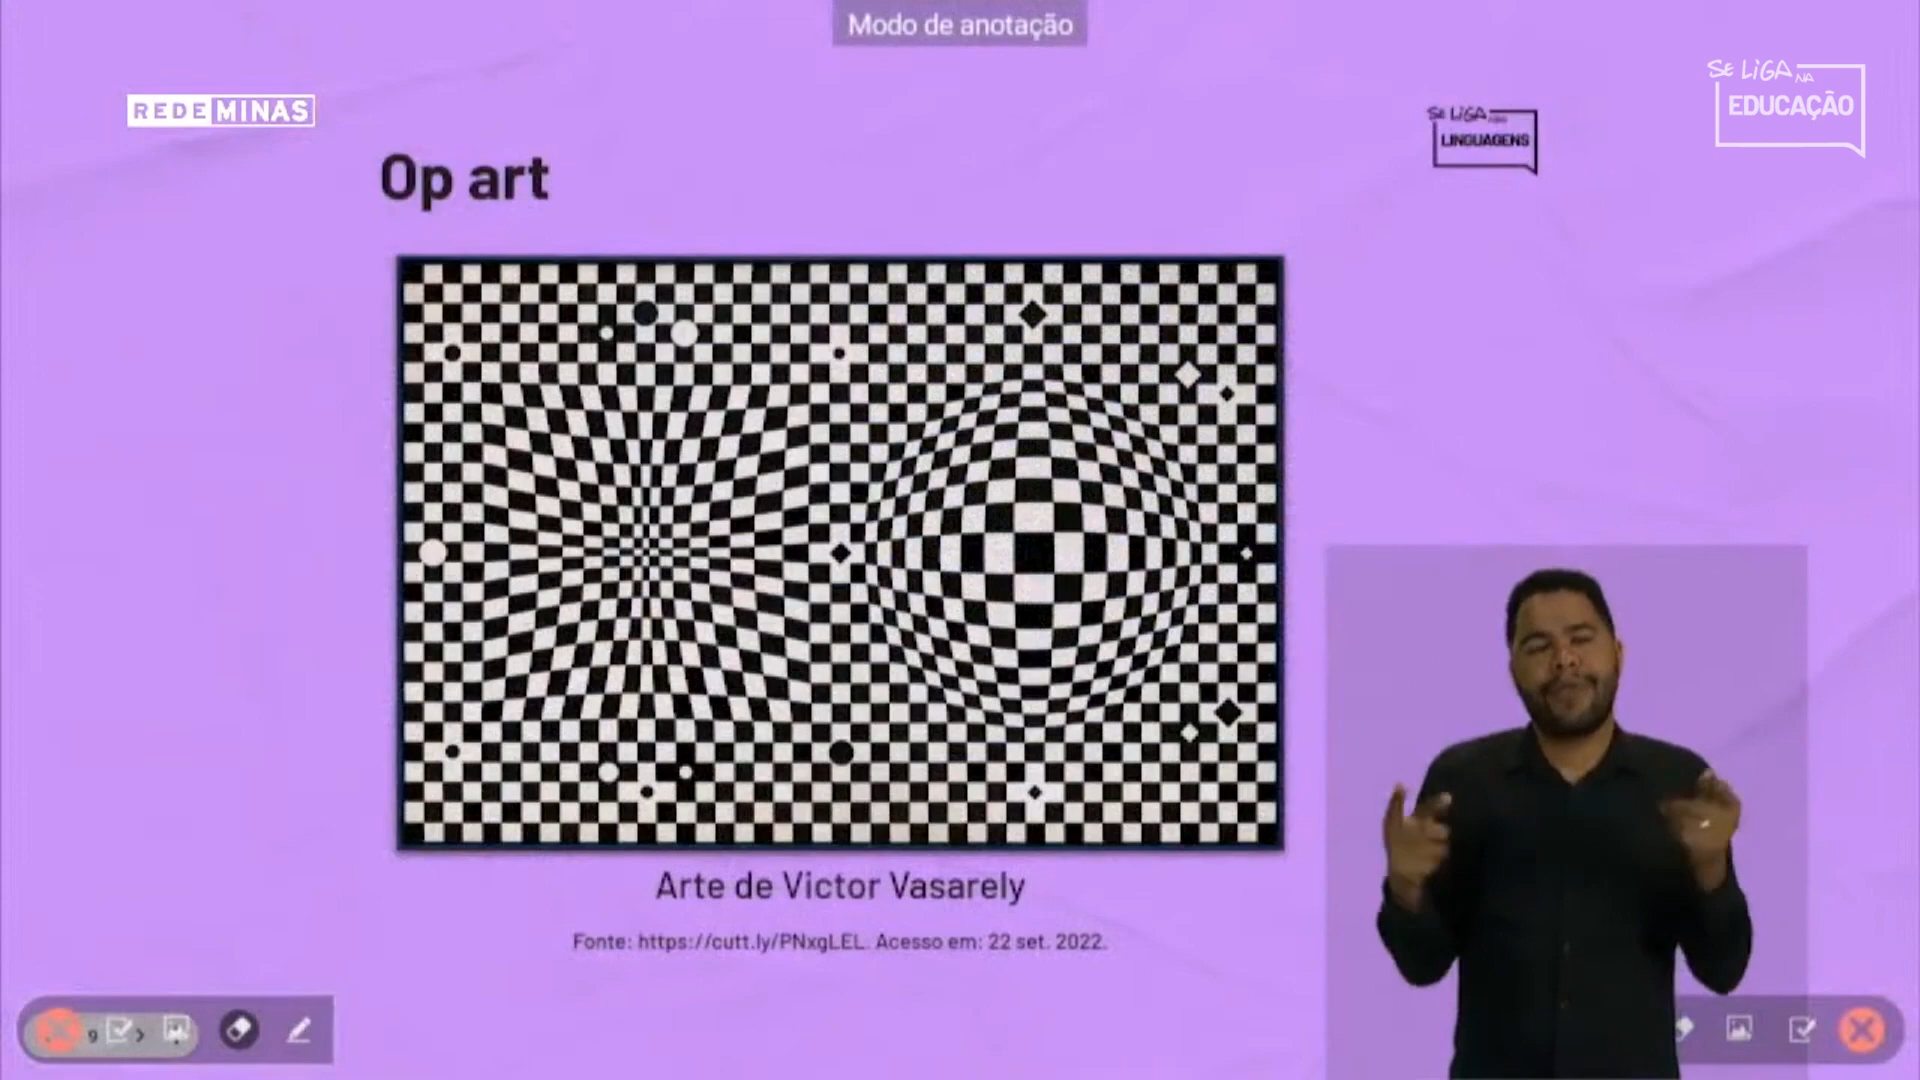 Modo de anotação
REDE MINAS
SE LIGA NA
EDUCAÇÃO
SE LIGA
LINGUAGENS
Op art
Arte de Victor Vasarely
Fonte: https://cutt.ly/PNxgLEL. Acesso em: 22 set. 2022.
9